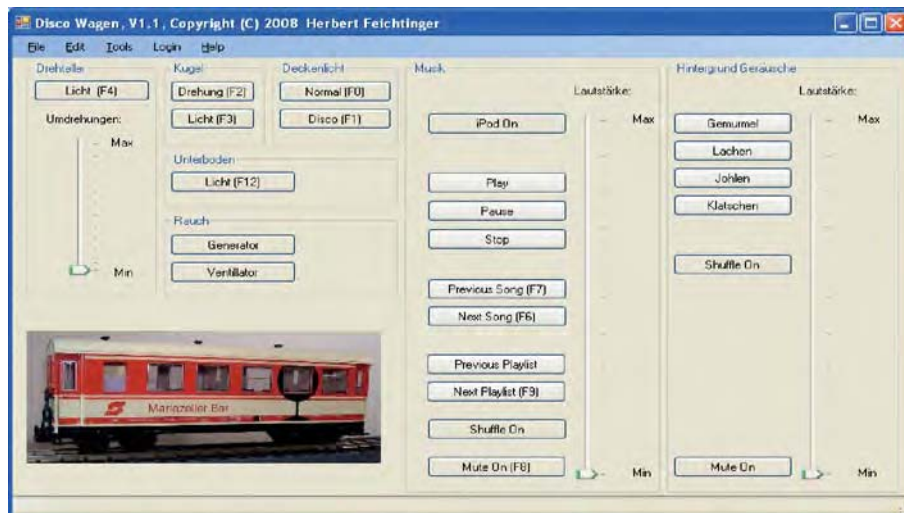 Disco Wagen, V1.1, Copyright (C) 2008 Herbert Feichtinger
File Edit Tools Login Help
Drehteller
Licht (F4)
Umdrehungen:
Max
Min
Kugel
Drehung (F2)
Licht (F3)
Deckenlicht
Normal (F0)
Disco (F1)
Unterboden
Licht (F12)
Rauch
Generator
Ventillator
Mariazeller Bar
Musik
Lautstärke:
iPod On
Max
Play
Pause
Stop
Previous Song (F7)
Next Song (F6)
Previous Playlist
Next Playlist (F9)
Shuffle On
Mute On (F8)
Min
Hintergrund Geräusche
Lautstärke:
Gemurmel
Max
Lachen
Johlen
Klatschen
Shuffle On
Mute On
Min